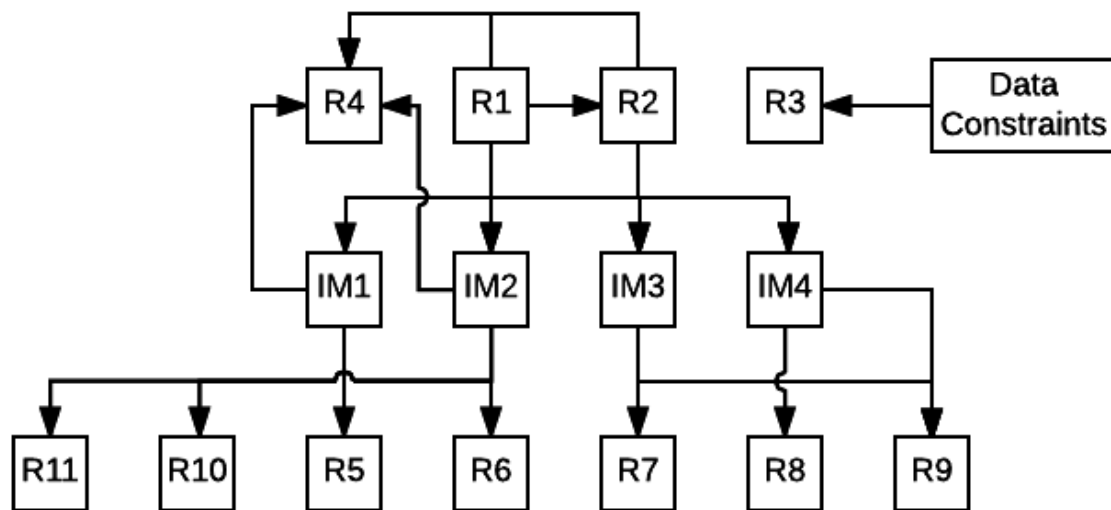 R4
R1
R2
R3
Data
Constraints
IM1
IM2
IM3
IM4
R11
R10
R5
R6
R7
R8
R9